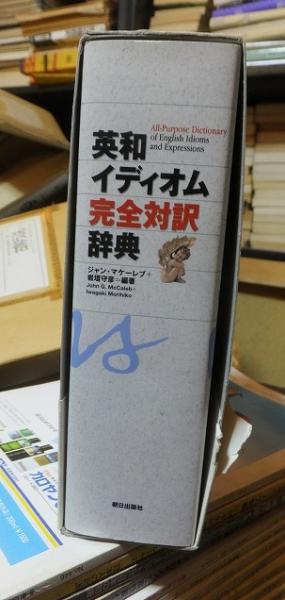 All-Purpose Dictionary
of English Idioms
and Expressions
英和
イディオム
完全対訳
辞典
ジャン・マケーレブ＋
岩垣守彦＝編著
John G. McCaleb＋
Iwagaki Morihiko
is
朝日出版社